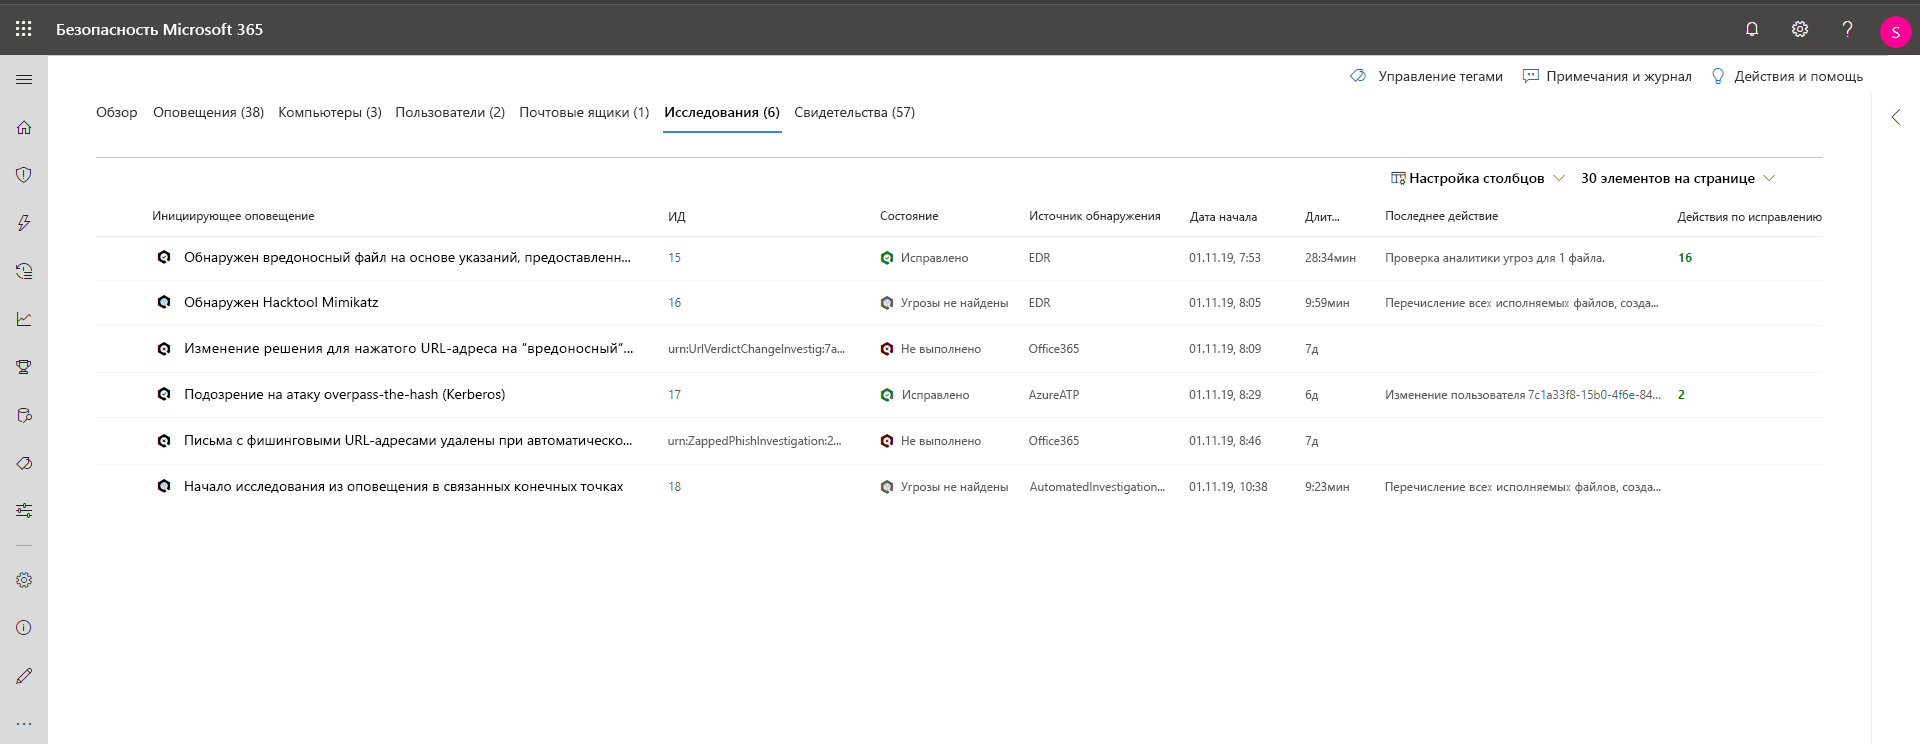 Безопасность Microsoft 365
?
S
Управление тегами Примечания и журнал Действия и помощь
Обзор Оповещения (38) Компьютеры (3) Пользователи (2) Почтовые ящики (1) Исследования (6) Свидетельства (57)
Настройка столбцов 30 элементов на странице
Инициирующее оповещение ИД Состояние Источник обнаружения Дата начала Длит... Последнее действие Действия по исправлению
Обнаружен вредоносный файл на основе указаний, предоставленн... 15 Исправлено EDR 01.11.19, 7:53 28:34мин Проверка аналитики угроз для 1 файла. 16
Обнаружен Hacktool Mimikatz 16 Угрозы не найдены EDR 01.11.19, 8:05 9:59мин Перечисление всех исполняемых файлов, созда...
Изменение решения для нажатого URL-адреса на “вредоносный”... urn:UrlVerdictChangeInvestig:7a... Не выполнено Office365 01.11.19, 8:09 7д
Подозрение на атаку overpass-the-hash (Kerberos) 17 Исправлено AzureATP 01.11.19, 8:29 6д Изменение пользователя 7c1a33f8-15b0-4f6e-84... 2
Письма с фишинговыми URL-адресами удалены при автоматическо... urn:ZappedPhishInvestigation:2... Не выполнено Office365 01.11.19, 8:46 7д
Начало исследования из оповещения в связанных конечных точках 18 Угрозы не найдены AutomatedInvestigation... 01.11.19, 10:38 9:23мин Перечисление всех исполняемых файлов, созда...